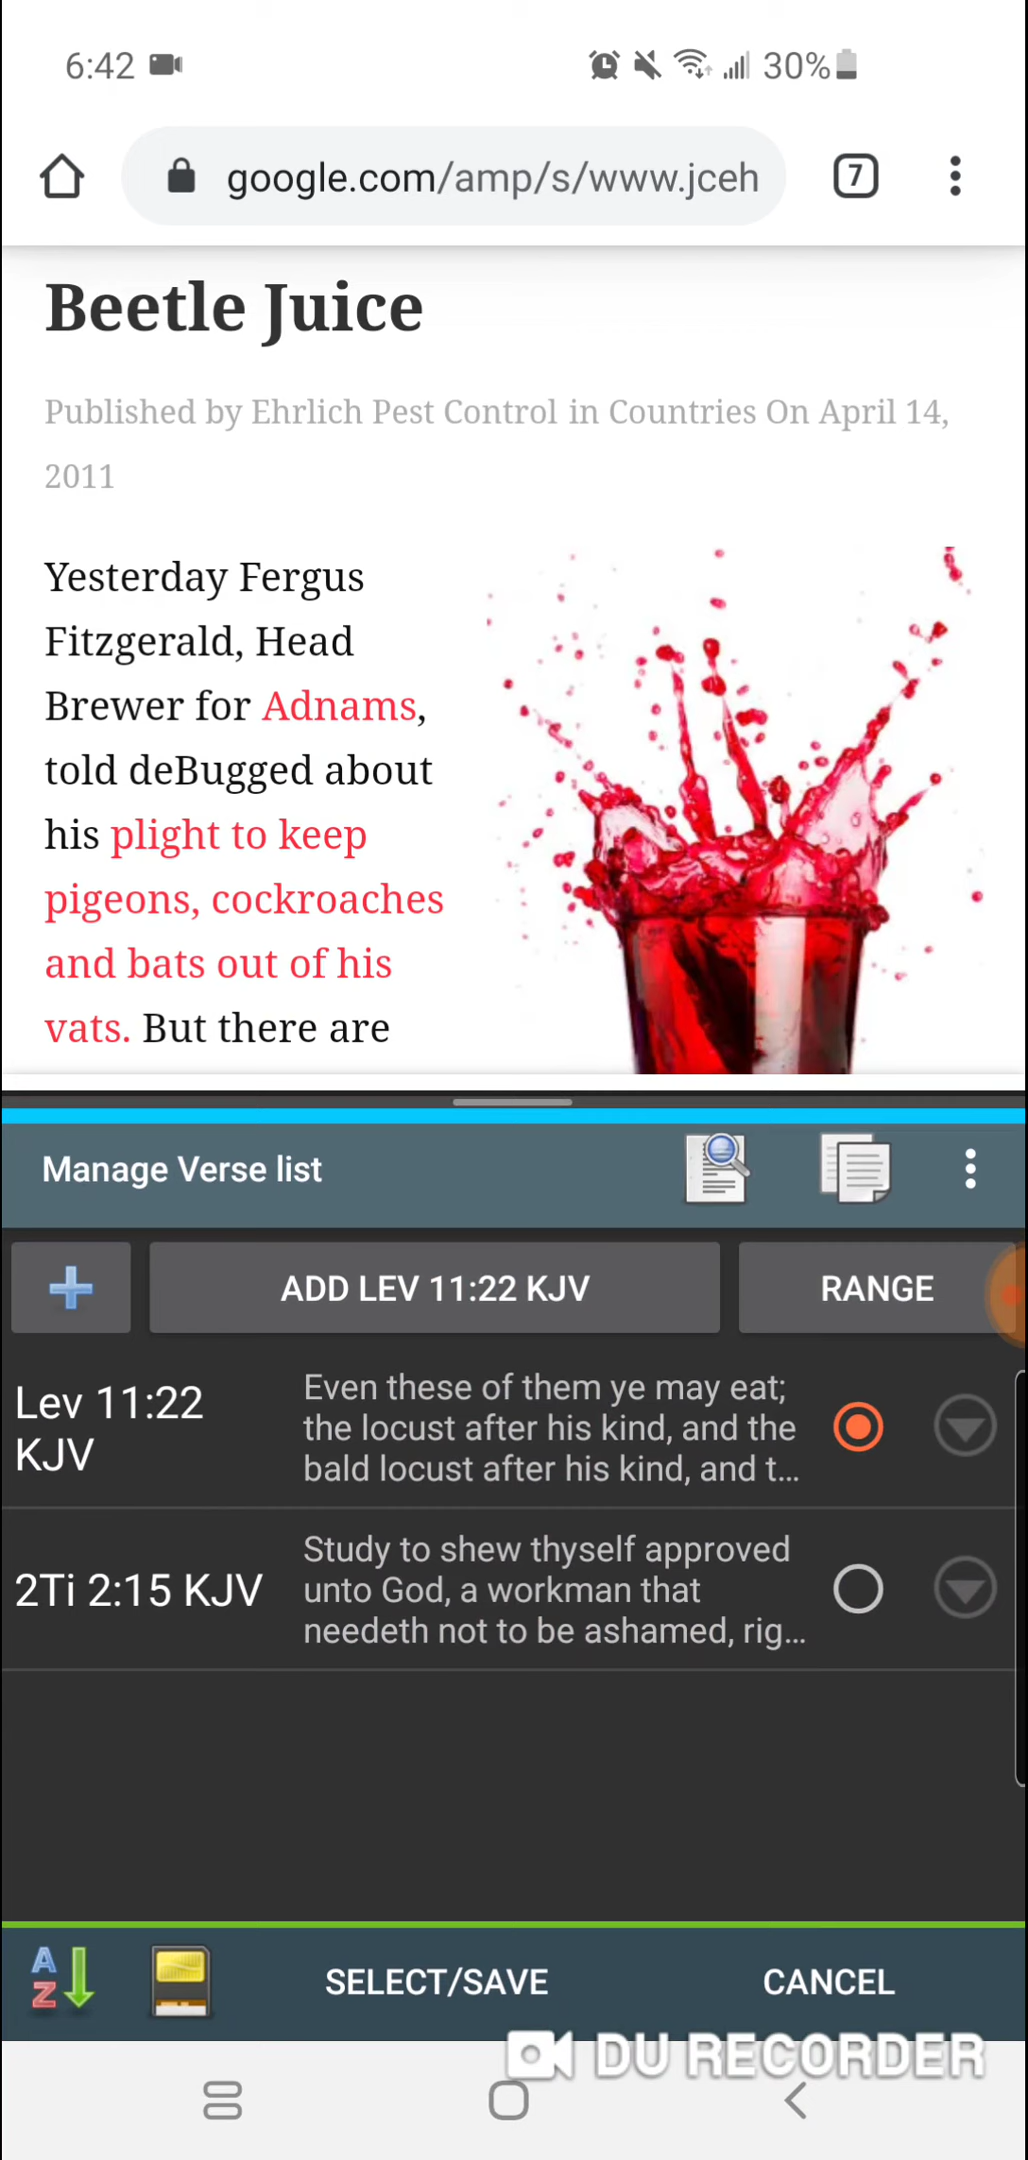 6:42
30%
google.com/amp/s/www.jceh
7
Beetle Juice
Published by Ehrlich Pest Control in Countries On April 14,
2011
Yesterday Fergus
Fitzgerald, Head
Brewer for Adnams,
told deBugged about
his plight to keep
pigeons, cockroaches
and bats out of his
vats. But there are
Manage Verse list
ADD LEV 11:22 KJV
RANGE
Lev 11:22
KJV
Even these of them ye may eat;
the locust after his kind, and the
bald locust after his kind, and t...
2Ti 2:15 KJV
Study to shew thyself approved
unto God, a workman that
needeth not to be ashamed, rig...
A
Z
SELECT/SAVE
CANCEL
DU RECORDER